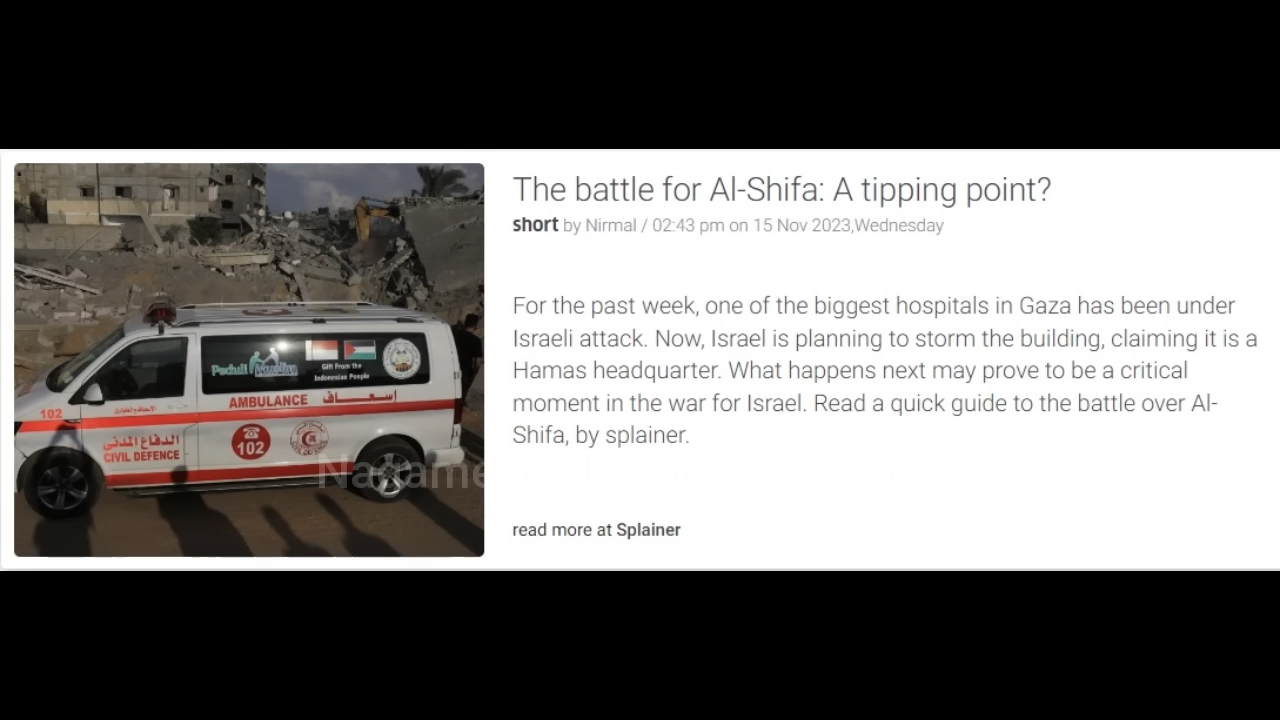 The battle for Al-Shifa: A tipping point?
short by Nirmal / 02:43 pm on 15 Nov 2023,Wednesday
For the past week, one of the biggest hospitals in Gaza has been under
Israeli attack. Now, Israel is planning to storm the building, claiming it is a
Hamas headquarter. What happens next may prove to be a critical
moment in the war for Israel. Read a quick guide to the battle over Al-
Shifa, by splainer.
read more at Splainer
Peduli
Gift From the
Indonesian People
AMBULANCE إسعاف
102
الدفاع المدني
CIVIL DEFENCE
102